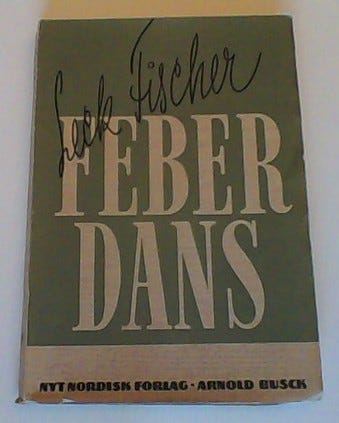 Leck Fischer
FEBER
DANS
NYT NORDISK FORLAG · ARNOLD BUSCK